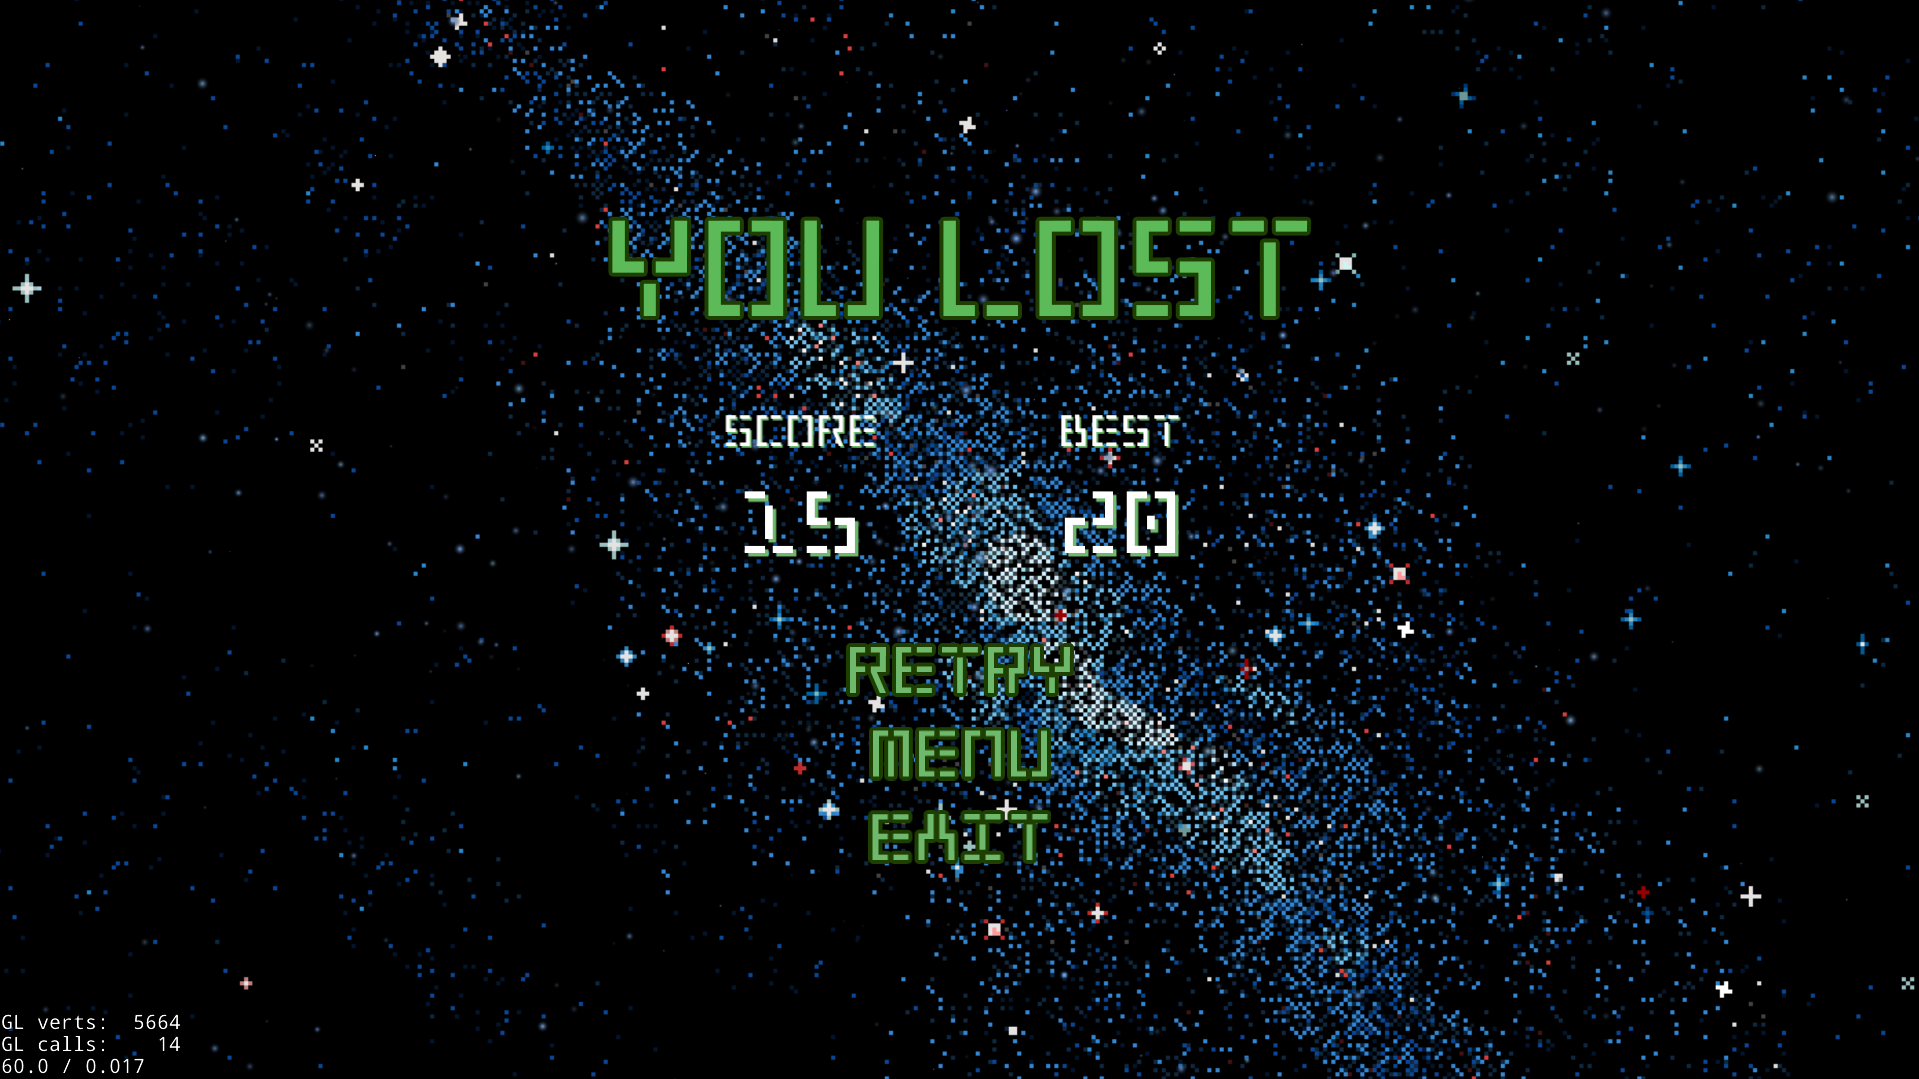 YOU LOST
SCORE BEST
15 20
RETRY
MENU
EXIT
GL verts: 5664
GL calls: 14
60.0 / 0.017